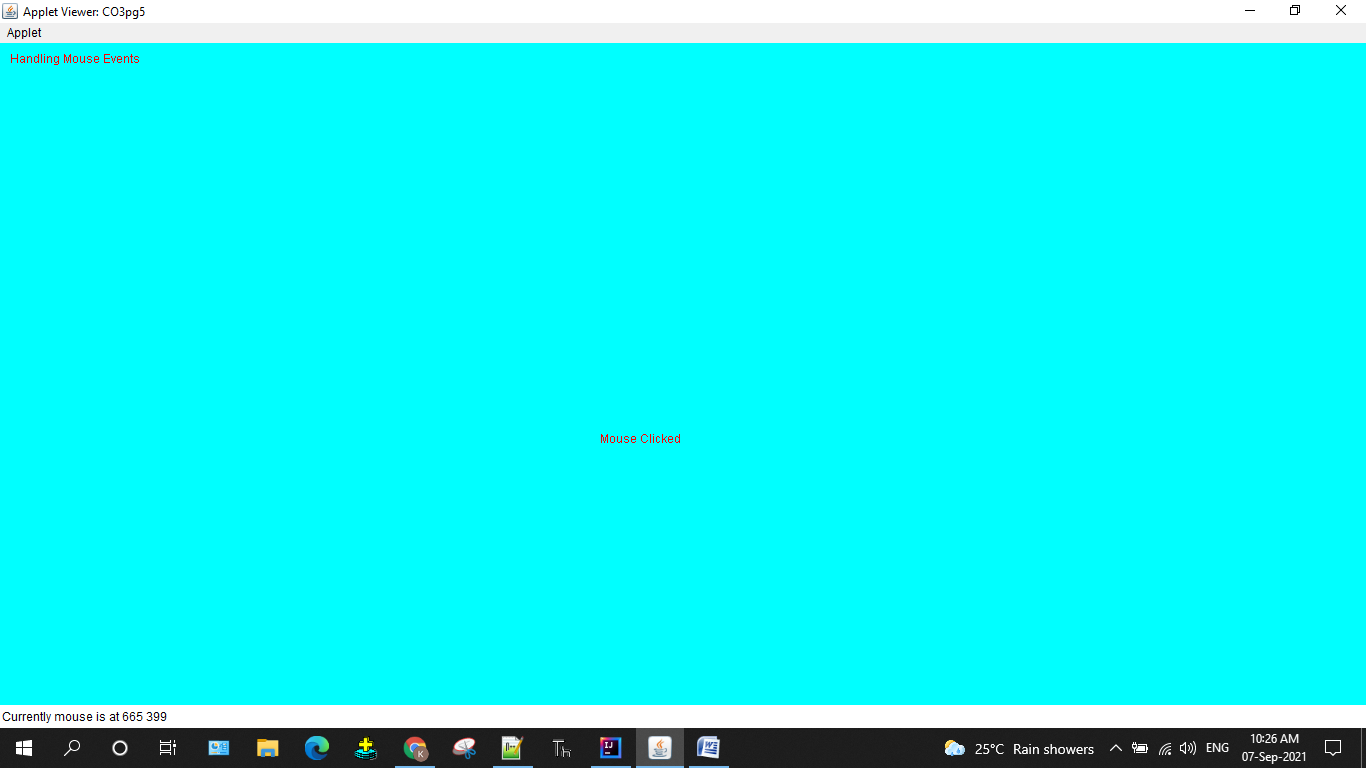 Applet Viewer: CO3pg5
Applet
Handling Mouse Events
Mouse Clicked
Currently mouse is at 665 399
25°C Rain showers
ENG
10:26 AM
07-Sep-2021